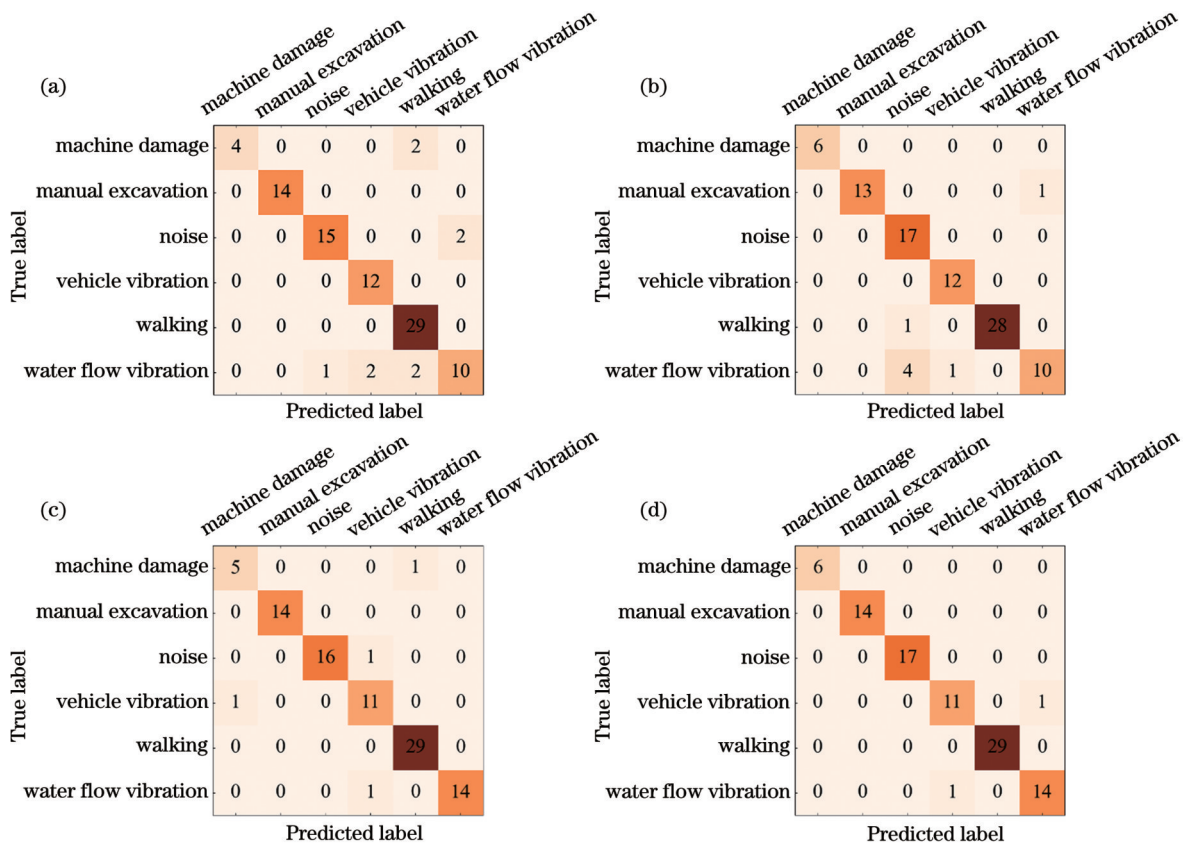 (a)
machine damage
manual excavation
noise
vehicle vibration
walking
water flow vibration
True label
machine damage 4 0 0 0 2 0
manual excavation 0 14 0 0 0 0
noise 0 0 15 0 0 2
vehicle vibration 0 0 0 12 0 0
walking 0 0 0 0 29 0
water flow vibration 0 0 1 2 2 10
Predicted label
(b)
machine damage
manual excavation
noise
vehicle vibration
walking
water flow vibration
True label
machine damage 6 0 0 0 0 0
manual excavation 0 13 0 0 0 1
noise 0 0 17 0 0 0
vehicle vibration 0 0 0 12 0 0
walking 0 0 1 0 28 0
water flow vibration 0 0 4 1 0 10
Predicted label
(c)
machine damage
manual excavation
noise
vehicle vibration
walking
water flow vibration
True label
machine damage 5 0 0 0 1 0
manual excavation 0 14 0 0 0 0
noise 0 0 16 1 0 0
vehicle vibration 1 0 0 11 0 0
walking 0 0 0 0 29 0
water flow vibration 0 0 0 1 0 14
Predicted label
(d)
machine damage
manual excavation
noise
vehicle vibration
walking
water flow vibration
True label
machine damage 6 0 0 0 0 0
manual excavation 0 14 0 0 0 0
noise 0 0 17 0 0 0
vehicle vibration 0 0 0 11 0 1
walking 0 0 0 0 29 0
water flow vibration 0 0 0 1 0 14
Predicted label